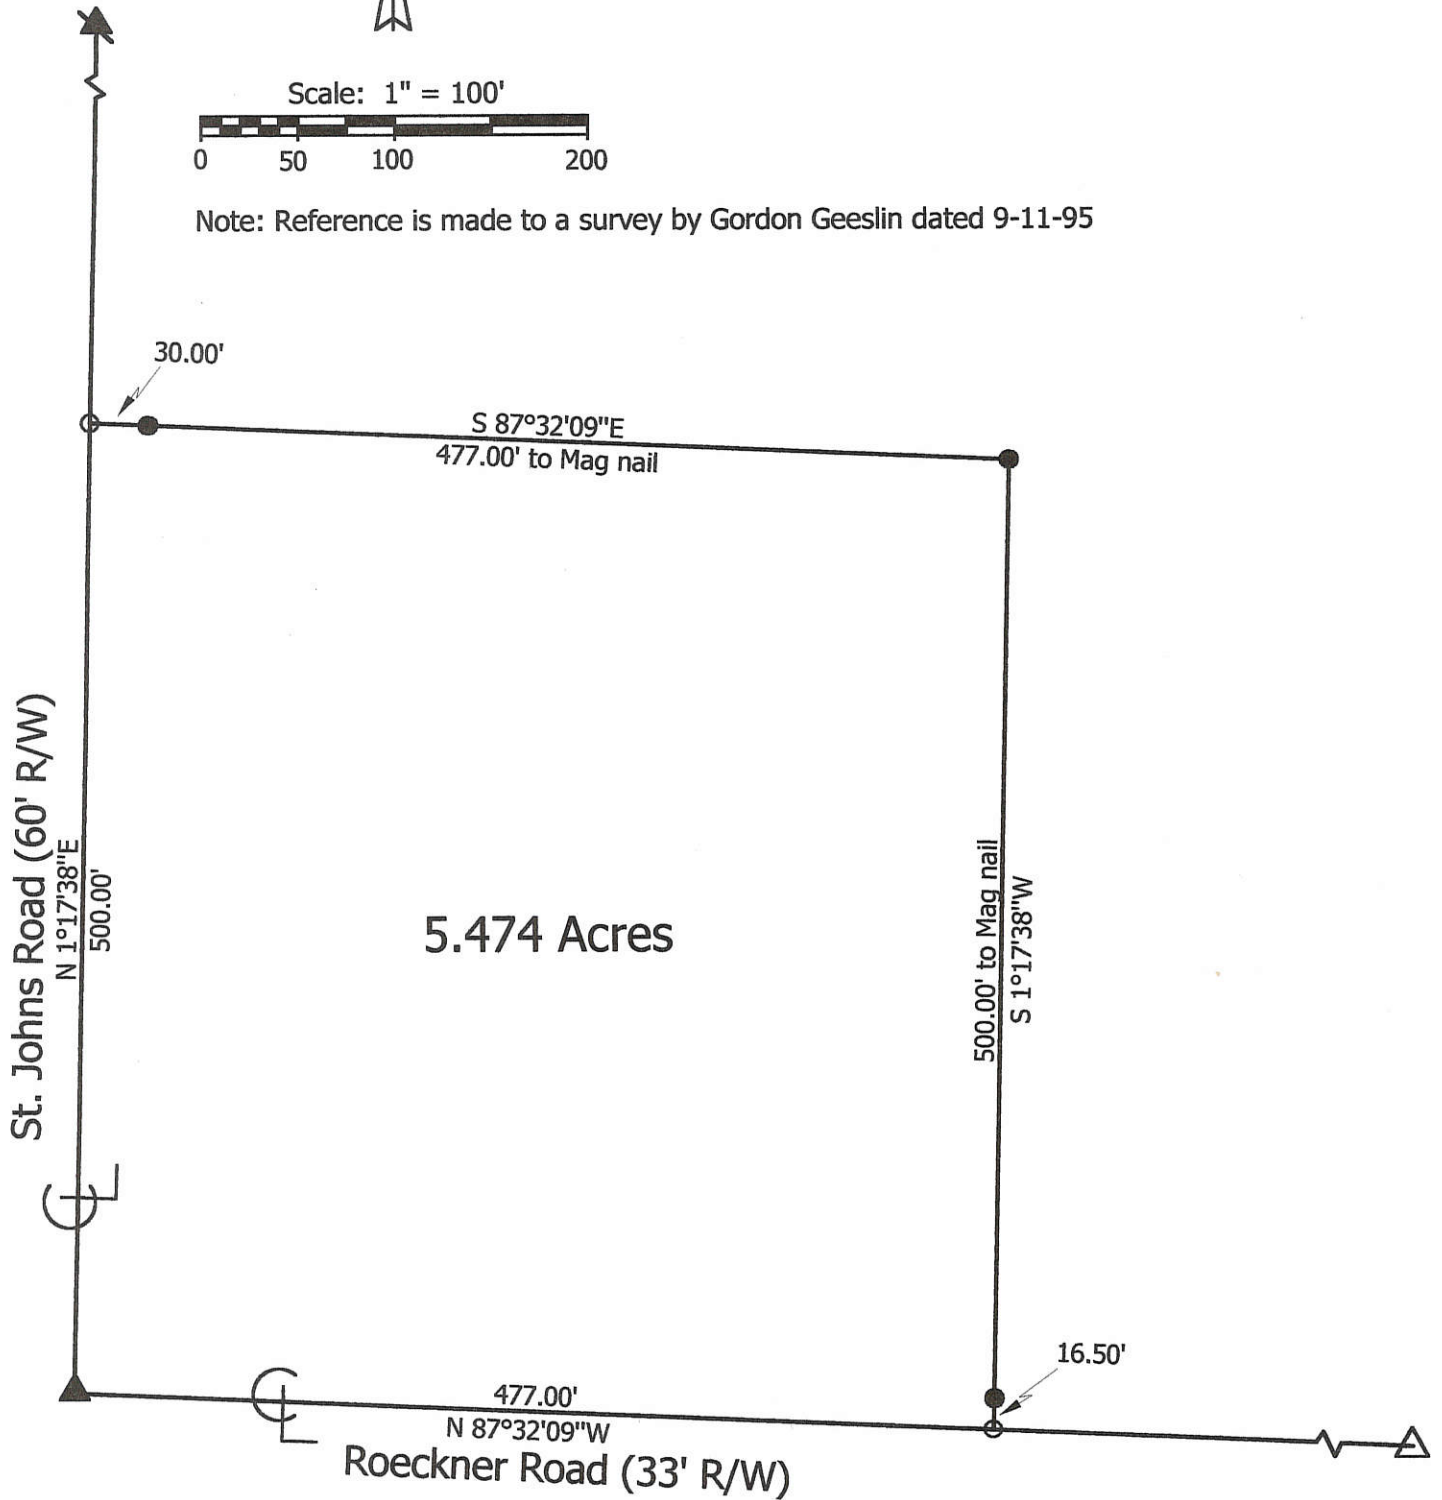 Scale: 1" = 100'
0 50 100 200
Note: Reference is made to a survey by Gordon Geeslin dated 9-11-95
30.00'
S 87°32'09"E
477.00' to Mag nail
St. Johns Road (60' R/W)
N 1°17'38"E
500.00'
5.474 Acres
500.00' to Mag nail
S 1°17'38"W
16.50'
477.00'
N 87°32'09"W
Roeckner Road (33' R/W)